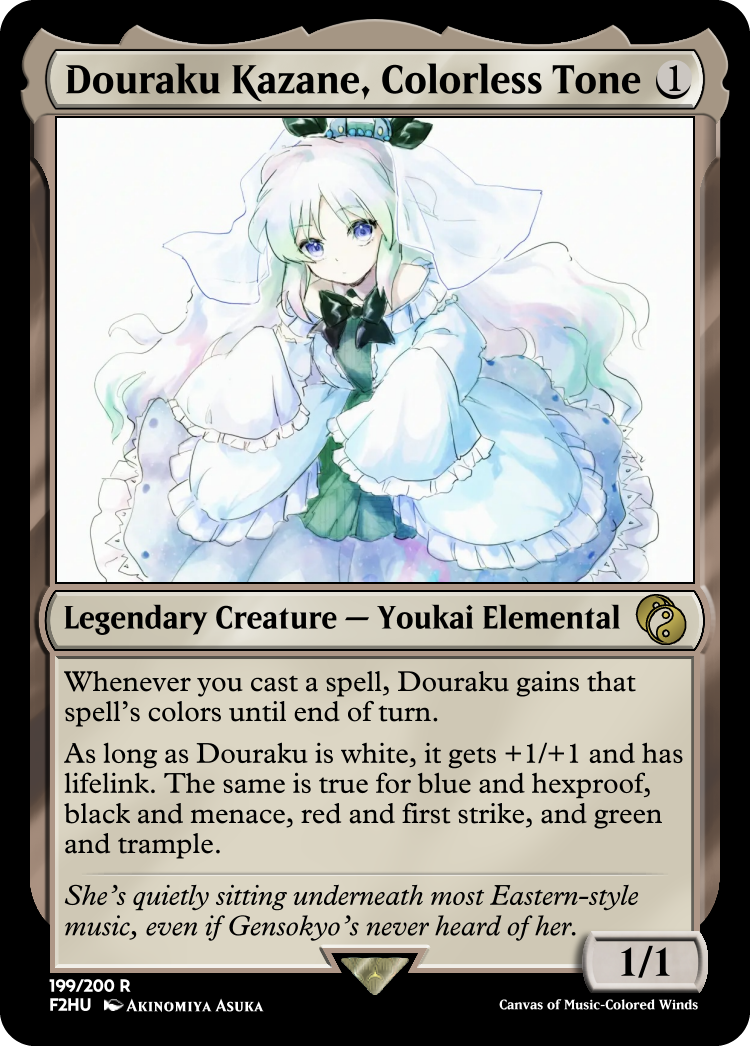 Douraku Kazane, Colorless Tone 1
Legendary Creature — Youkai Elemental
Whenever you cast a spell, Douraku gains that
spell's colors until end of turn.
As long as Douraku is white, it gets +1/+1 and has
lifelink. The same is true for blue and hexproof,
black and menace, red and first strike, and green
and trample.
She's quietly sitting underneath most Eastern-style
music, even if Gensokyo's never heard of her.
1/1
199/200 R
F2HU Akinomiya Asuka
Canvas of Music-Colored Winds